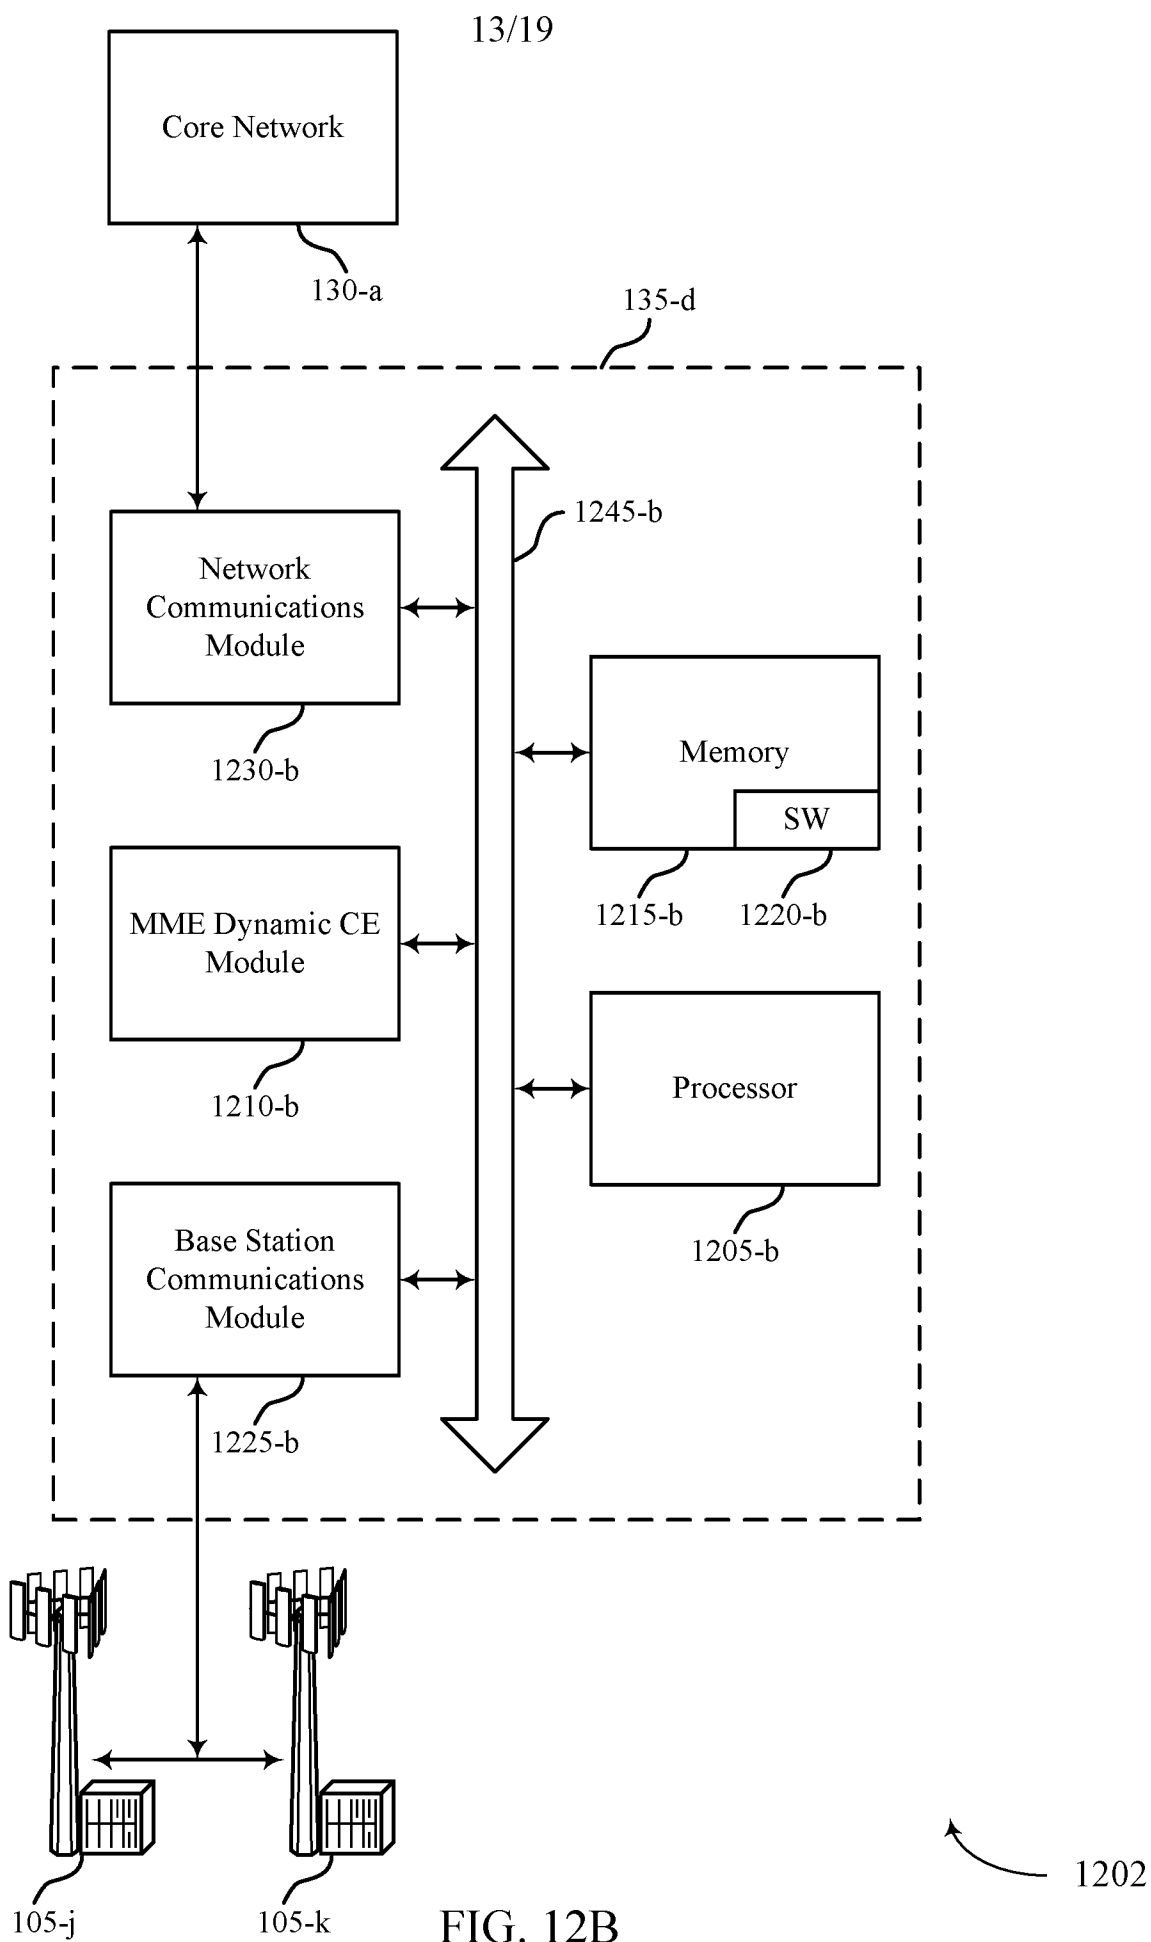 13/19
Core Network
130-a
135-d
1245-b
Network
Communications
Module
1230-b
Memory
SW
1215-b
1220-b
MME Dynamic CE
Module
1210-b
Processor
1205-b
Base Station
Communications
Module
1225-b
105-j
105-k
1202
FIG. 12B